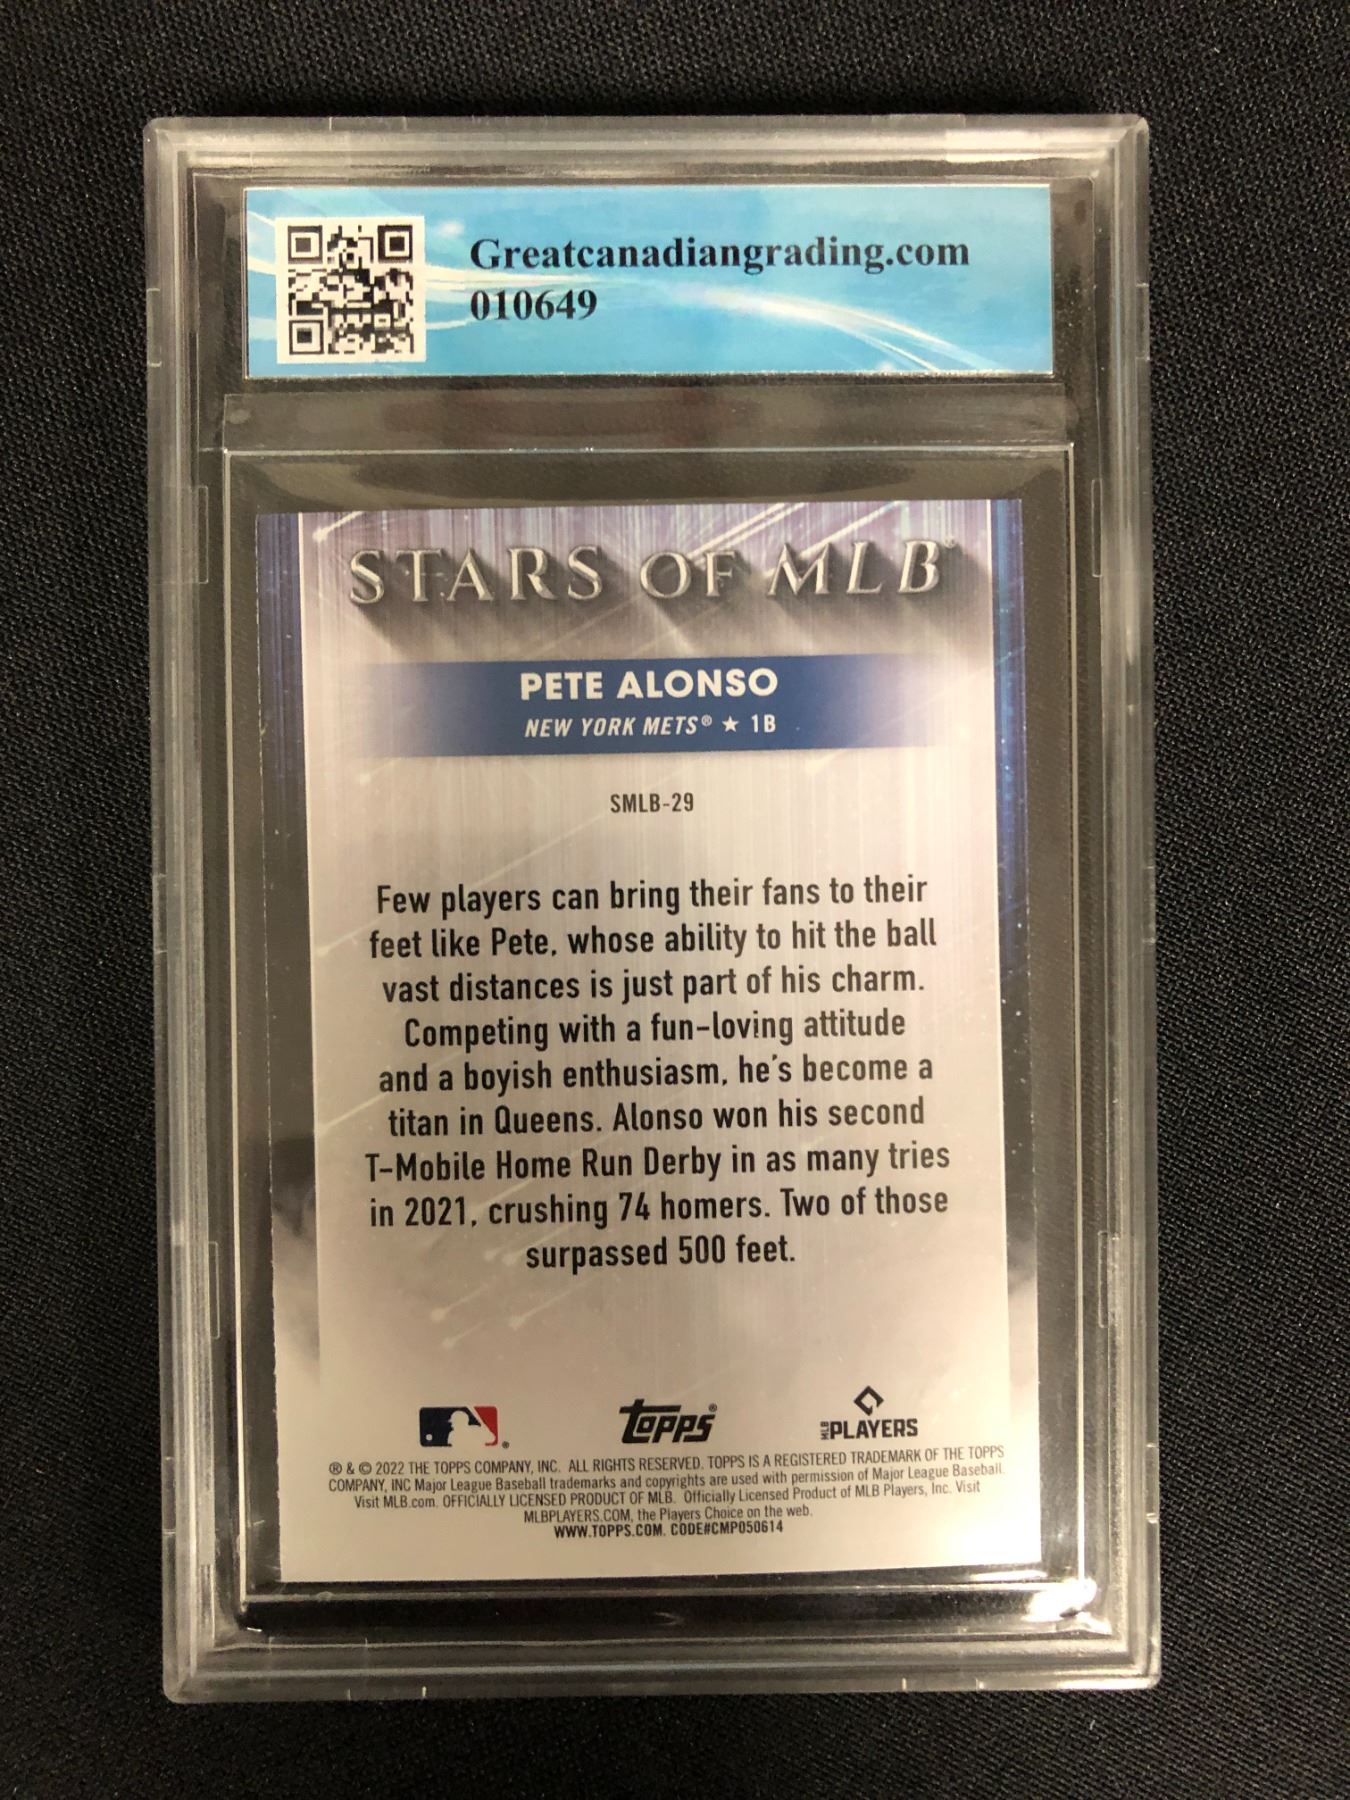 Greatcanadiangrading.com
010649
STARS OF MLB®
PETE ALONSO
NEW YORK METS® ★ 1B
SMLB-29
Few players can bring their fans to their
feet like Pete, whose ability to hit the ball
vast distances is just part of his charm.
Competing with a fun-loving attitude
and a boyish enthusiasm, he's become a
titan in Queens. Alonso won his second
T-Mobile Home Run Derby in as many tries
in 2021, crushing 74 homers. Two of those
surpassed 500 feet.
topps®
MLB PLAYERS
® & © 2022 THE TOPPS COMPANY, INC. ALL RIGHTS RESERVED. TOPPS IS A REGISTERED TRADEMARK OF THE TOPPS
COMPANY, INC Major League Baseball trademarks and copyrights are used with permission of Major League Baseball.
Visit MLB.com. OFFICIALLY LICENSED PRODUCT OF MLB. Officially Licensed Product of MLB Players, Inc. Visit
MLBPLAYERS.COM, the Players Choice on the web.
WWW.TOPPS.COM. CODE#CMP050614